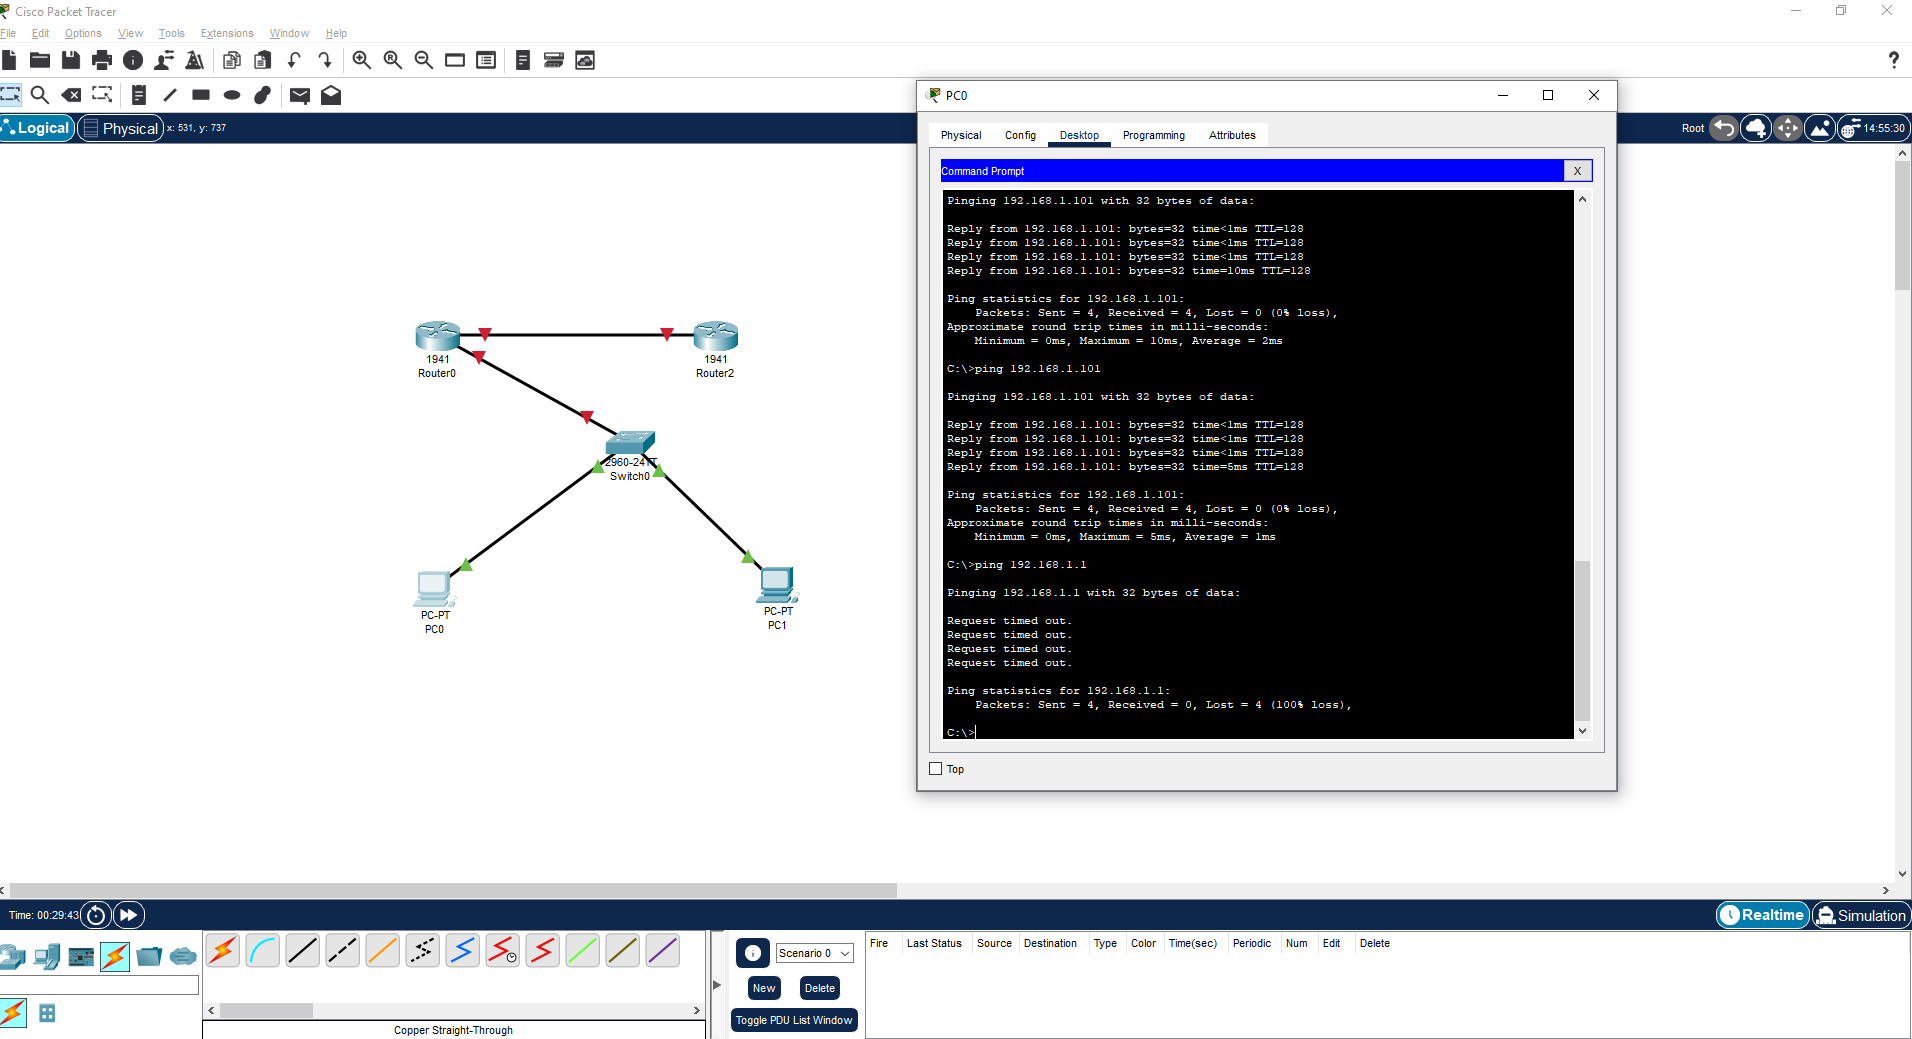 Cisco Packet Tracer
File Edit Options View Tools Extensions Window Help
Logical Physical x: 531, y: 737
Root 14:55:30
1941
Router0
1941
Router2
2960-24TT
Switch0
PC-PT
PC0
PC-PT
PC1
PC0
Physical Config Desktop Programming Attributes
Command Prompt X
Pinging 192.168.1.101 with 32 bytes of data:
Reply from 192.168.1.101: bytes=32 time<1ms TTL=128
Reply from 192.168.1.101: bytes=32 time<1ms TTL=128
Reply from 192.168.1.101: bytes=32 time<1ms TTL=128
Reply from 192.168.1.101: bytes=32 time=10ms TTL=128
Ping statistics for 192.168.1.101:
Packets: Sent = 4, Received = 4, Lost = 0 (0% loss),
Approximate round trip times in milli-seconds:
Minimum = 0ms, Maximum = 10ms, Average = 2ms
C:\>ping 192.168.1.101
Pinging 192.168.1.101 with 32 bytes of data:
Reply from 192.168.1.101: bytes=32 time<1ms TTL=128
Reply from 192.168.1.101: bytes=32 time<1ms TTL=128
Reply from 192.168.1.101: bytes=32 time<1ms TTL=128
Reply from 192.168.1.101: bytes=32 time=5ms TTL=128
Ping statistics for 192.168.1.101:
Packets: Sent = 4, Received = 4, Lost = 0 (0% loss),
Approximate round trip times in milli-seconds:
Minimum = 0ms, Maximum = 5ms, Average = 1ms
C:\>ping 192.168.1.1
Pinging 192.168.1.1 with 32 bytes of data:
Request timed out.
Request timed out.
Request timed out.
Request timed out.
Ping statistics for 192.168.1.1:
Packets: Sent = 4, Received = 0, Lost = 4 (100% loss),
C:\>
Top
Time: 00:29:43
Realtime Simulation
Scenario 0
New Delete
Toggle PDU List Window
Fire Last Status Source Destination Type Color Time(sec) Periodic Num Edit Delete
Copper Straight-Through